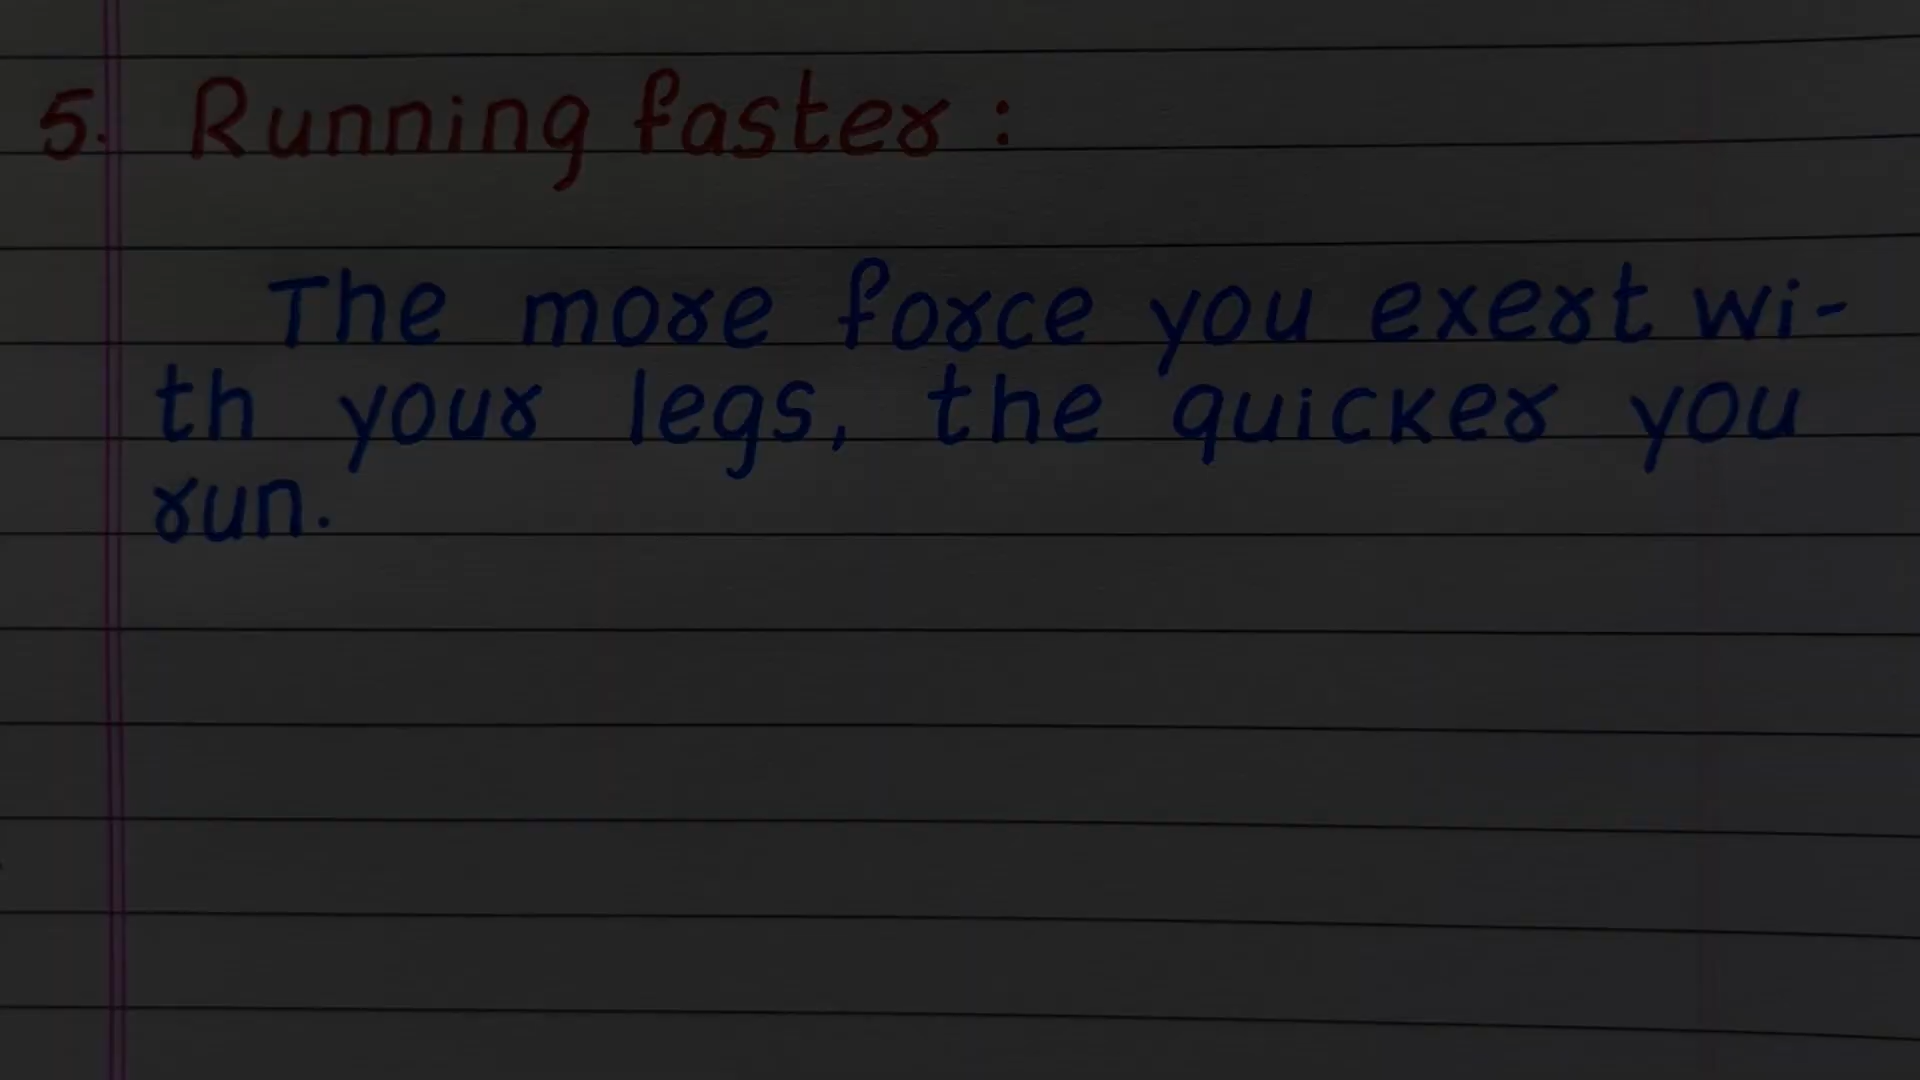 5. Running faster :
The more force you exert wi-
th your legs, the quicker you
run.